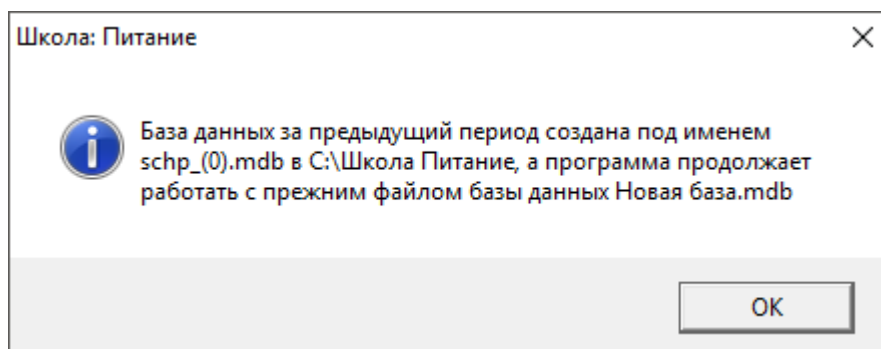 Школа: Питание
База данных за предыдущий период создана под именем
schp_(0).mdb в C:\Школа Питание, а программа продолжает
работать с прежним файлом базы данных Новая база.mdb
OK